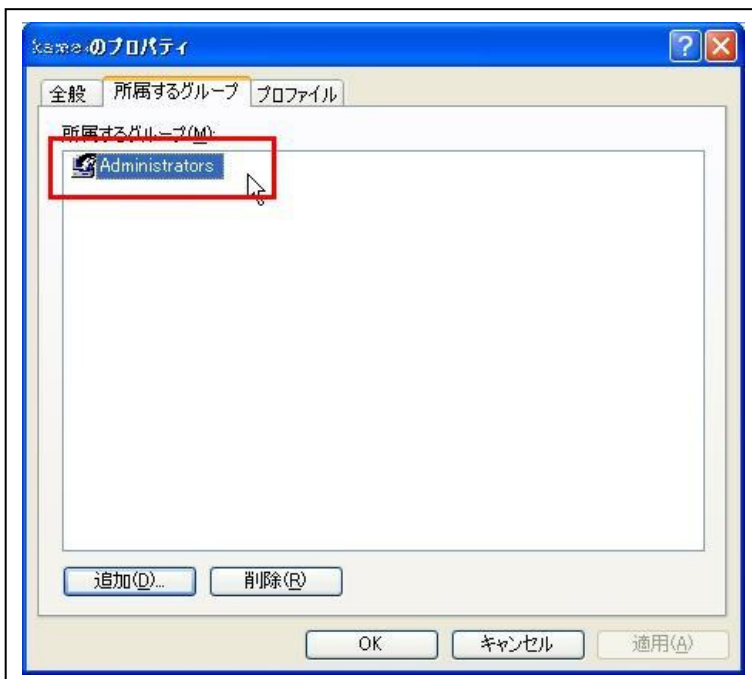 のプロパティ
全般 所属するグループ プロファイル
所属するグループ(M):
Administrators
追加(D)... 削除(R)
OK キャンセル 適用(A)